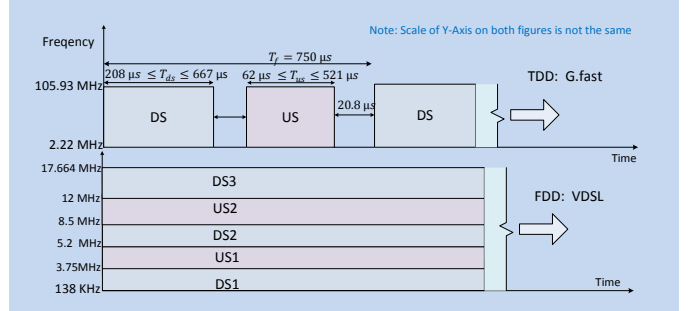 Note: Scale of Y-Axis on both figures is not the same
Freqency
T_f = 750 µs
208 µs ≤ T_ds ≤ 667 µs
62 µs ≤ T_us ≤ 521 µs
105.93 MHz
TDD: G.fast
20.8 µs
DS
US
DS
2.22 MHz
Time
17.664 MHz
DS3
12 MHz
FDD: VDSL
US2
8.5 MHz
DS2
5.2 MHz
US1
3.75MHz
Time
138 KHz
DS1